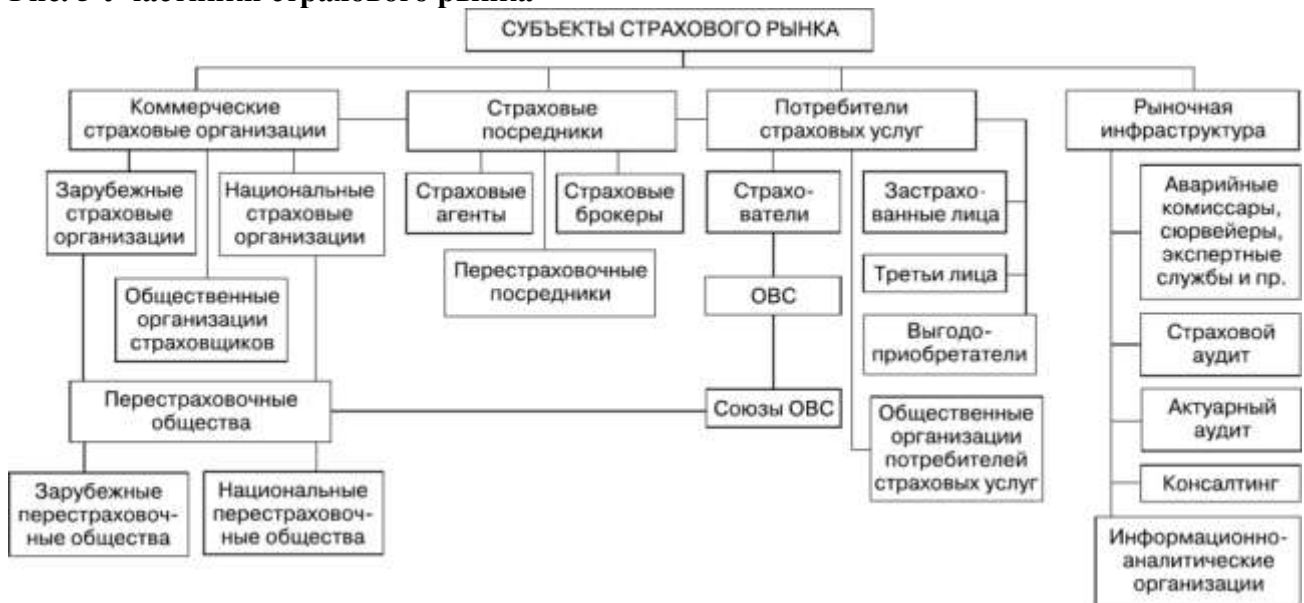 СУБЪЕКТЫ СТРАХОВОГО РЫНКА
Коммерческие
страховые организации
Страховые
посредники
Потребители
страховых услуг
Рыночная
инфраструктура
Зарубежные
страховые
организации
Национальные
страховые
организации
Общественные
организации
страховщиков
Перестраховочные
общества
Зарубежные
перестраховоч-
ные общества
Национальные
перестраховоч-
ные общества
Страховые
агенты
Страховые
брокеры
Перестраховочные
посредники
Страхо-
ватели
ОВС
Союзы ОВС
Застрахо-
ванные лица
Третьи лица
Выгодо-
приобретатели
Общественные
организации
потребителей
страховых услуг
Аварийные
комиссары,
сюрвейеры,
экспертные
службы и пр.
Страховой
аудит
Актуарный
аудит
Консалтинг
Информационно-
аналитические
организации